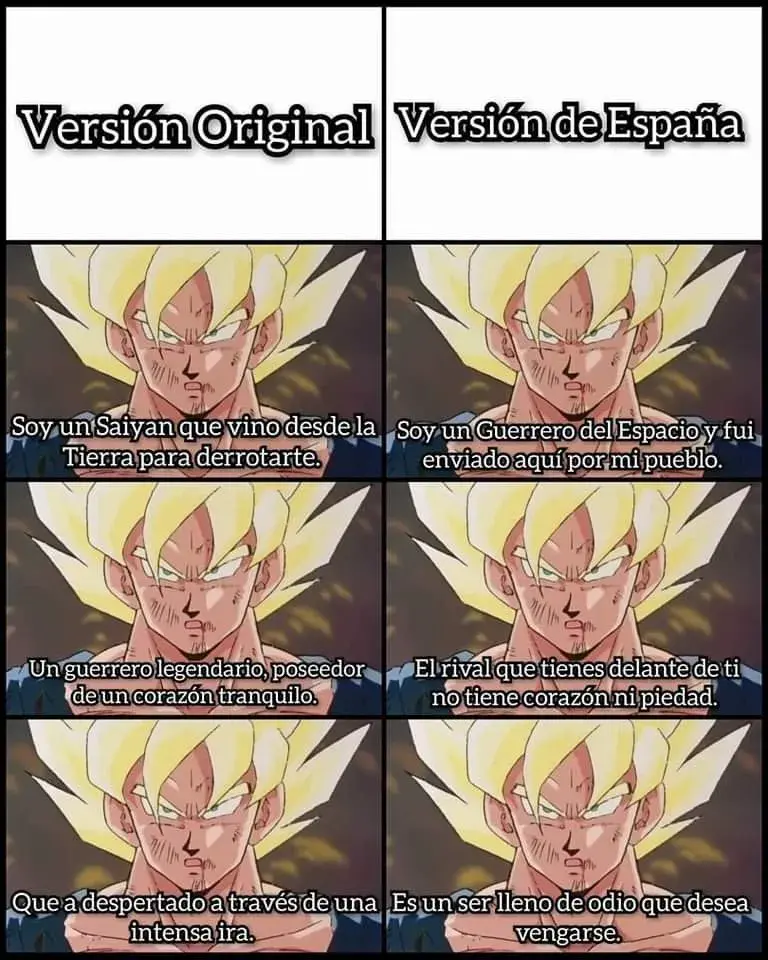 Versión Original
Versión de España
Soy un Saiyan que vino desde la
Tierra para derrotarte.
Soy un Guerrero del Espacio y fui
enviado aquí por mi pueblo.
Un guerrero legendario, poseedor
de un corazón tranquilo.
El rival que tienes delante de ti
no tiene corazón ni piedad.
Que a despertado a través de una
intensa ira.
Es un ser lleno de odio que desea
vengarse.